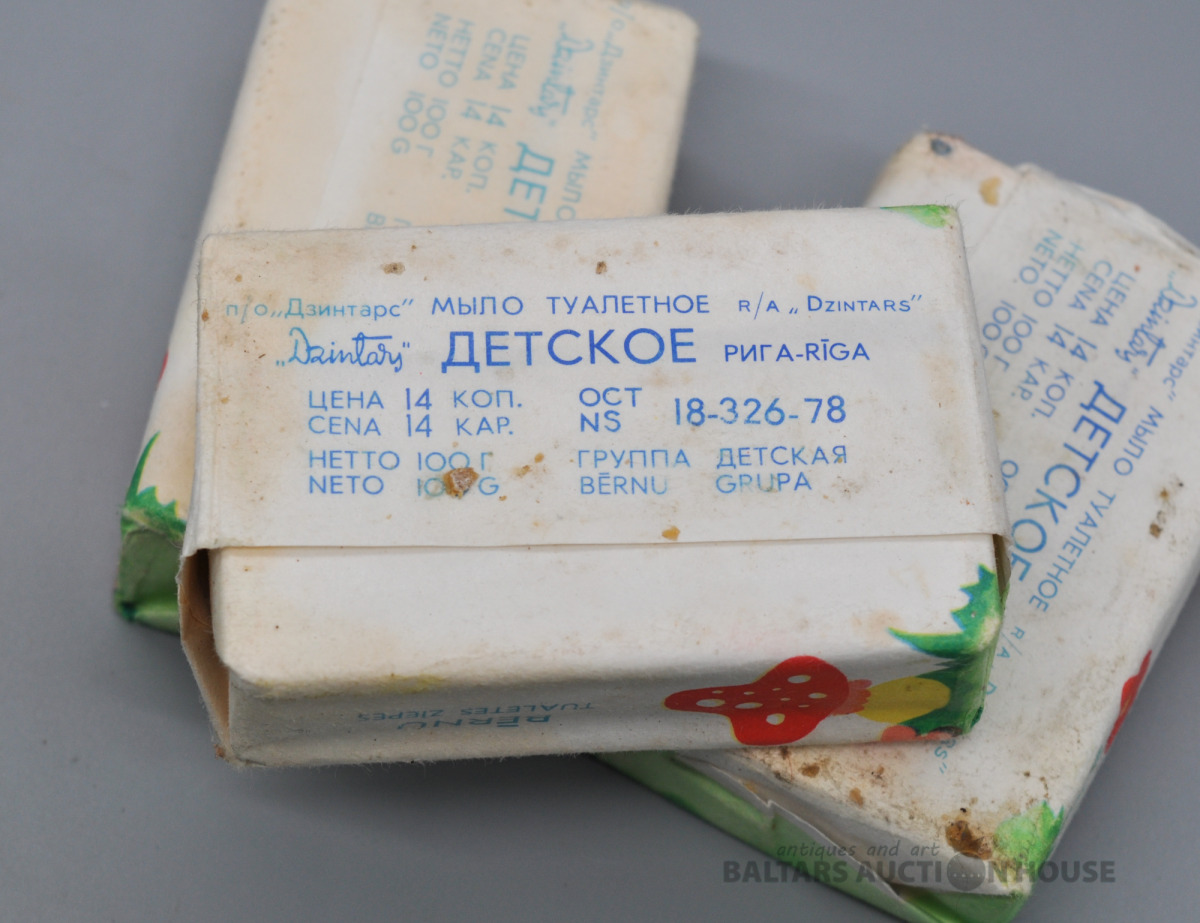 п/о „Дзинтарс" МЫЛО ТУАЛЕТНОЕ R/A „DZINTARS"
„Dzintars" ДЕТСКОЕ РИГА-RĪGA
ЦЕНА 14 КОП. ОСТ
CENA 14 KAP. NS 18-326-78
НЕТТО 100 Г ГРУППА ДЕТСКАЯ
NETO 100 G BĒRNU GRUPA
BĒRNU
TUALETES ZIEPES
п/о „Дзинтарс" МЫЛО
„Dzintars"
ЦЕНА 14 КОП.
CENA 14 KAP.
НЕТТО 100 Г
NETO 100 G
МЫЛО ТУАЛЕТНОЕ R/A
„Dzintars" ДЕТСКОЕ
ЦЕНА 14 КОП.
CENA 14 KAP.
НЕТТО 100 Г
NETO
antiques and art
BALTARS AUCTIONHOUSE